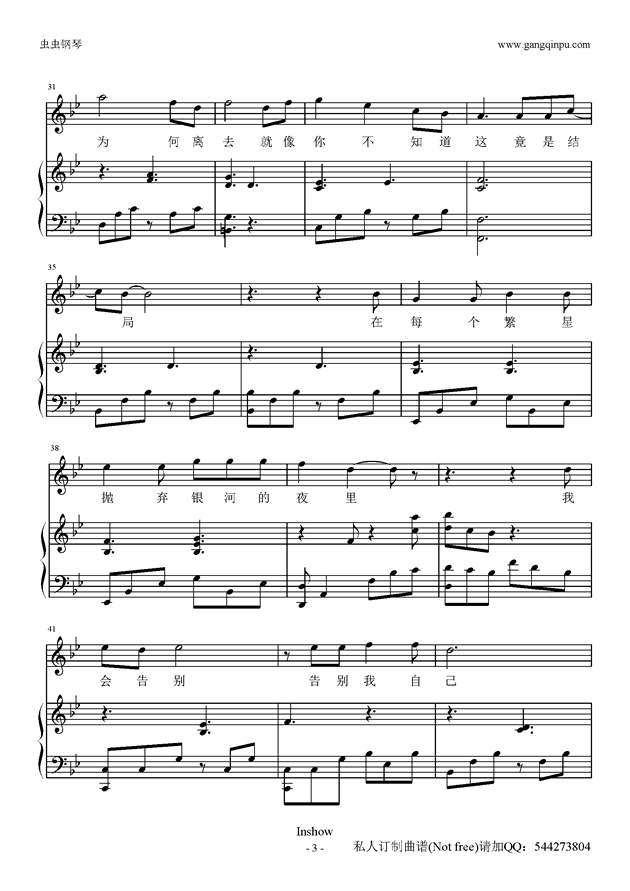 虫虫钢琴 www.gangqinpu.com
31
为 何 离 去 就 像 你 不 知 道 这 竟 是 结
35
局 在 每 个 繁 星
38
抛 弃 银 河 的 夜 里 我
41
会 告 别 告 别 我 自 己
Inshow
- 3 - 私人订制曲谱(Not free)请加QQ：544273804